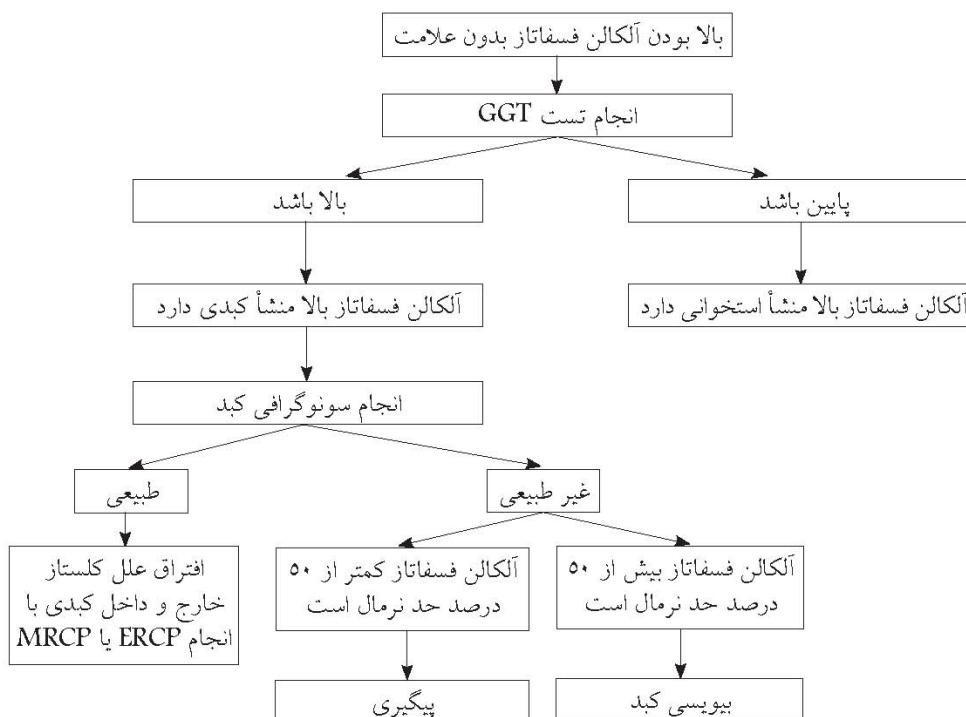 بالا بودن آلکالن فسفاتاز بدون علامت
انجام تست GGT
بالا باشد
پایین باشد
آلکالن فسفاتاز بالا منشأ کبدی دارد
آلکالن فسفاتاز بالا منشأ استخوانی دارد
انجام سونوگرافی کبد
طبیعی
غیر طبیعی
افتراق علل کلستاز
خارج و داخل کبدی با
انجام ERCP یا MRCP
آلکالن فسفاتاز کمتر از ۵۰
درصد حد نرمال است
آلکالن فسفاتاز بیش از ۵۰
درصد حد نرمال است
پیگیری
بیوپسی کبد